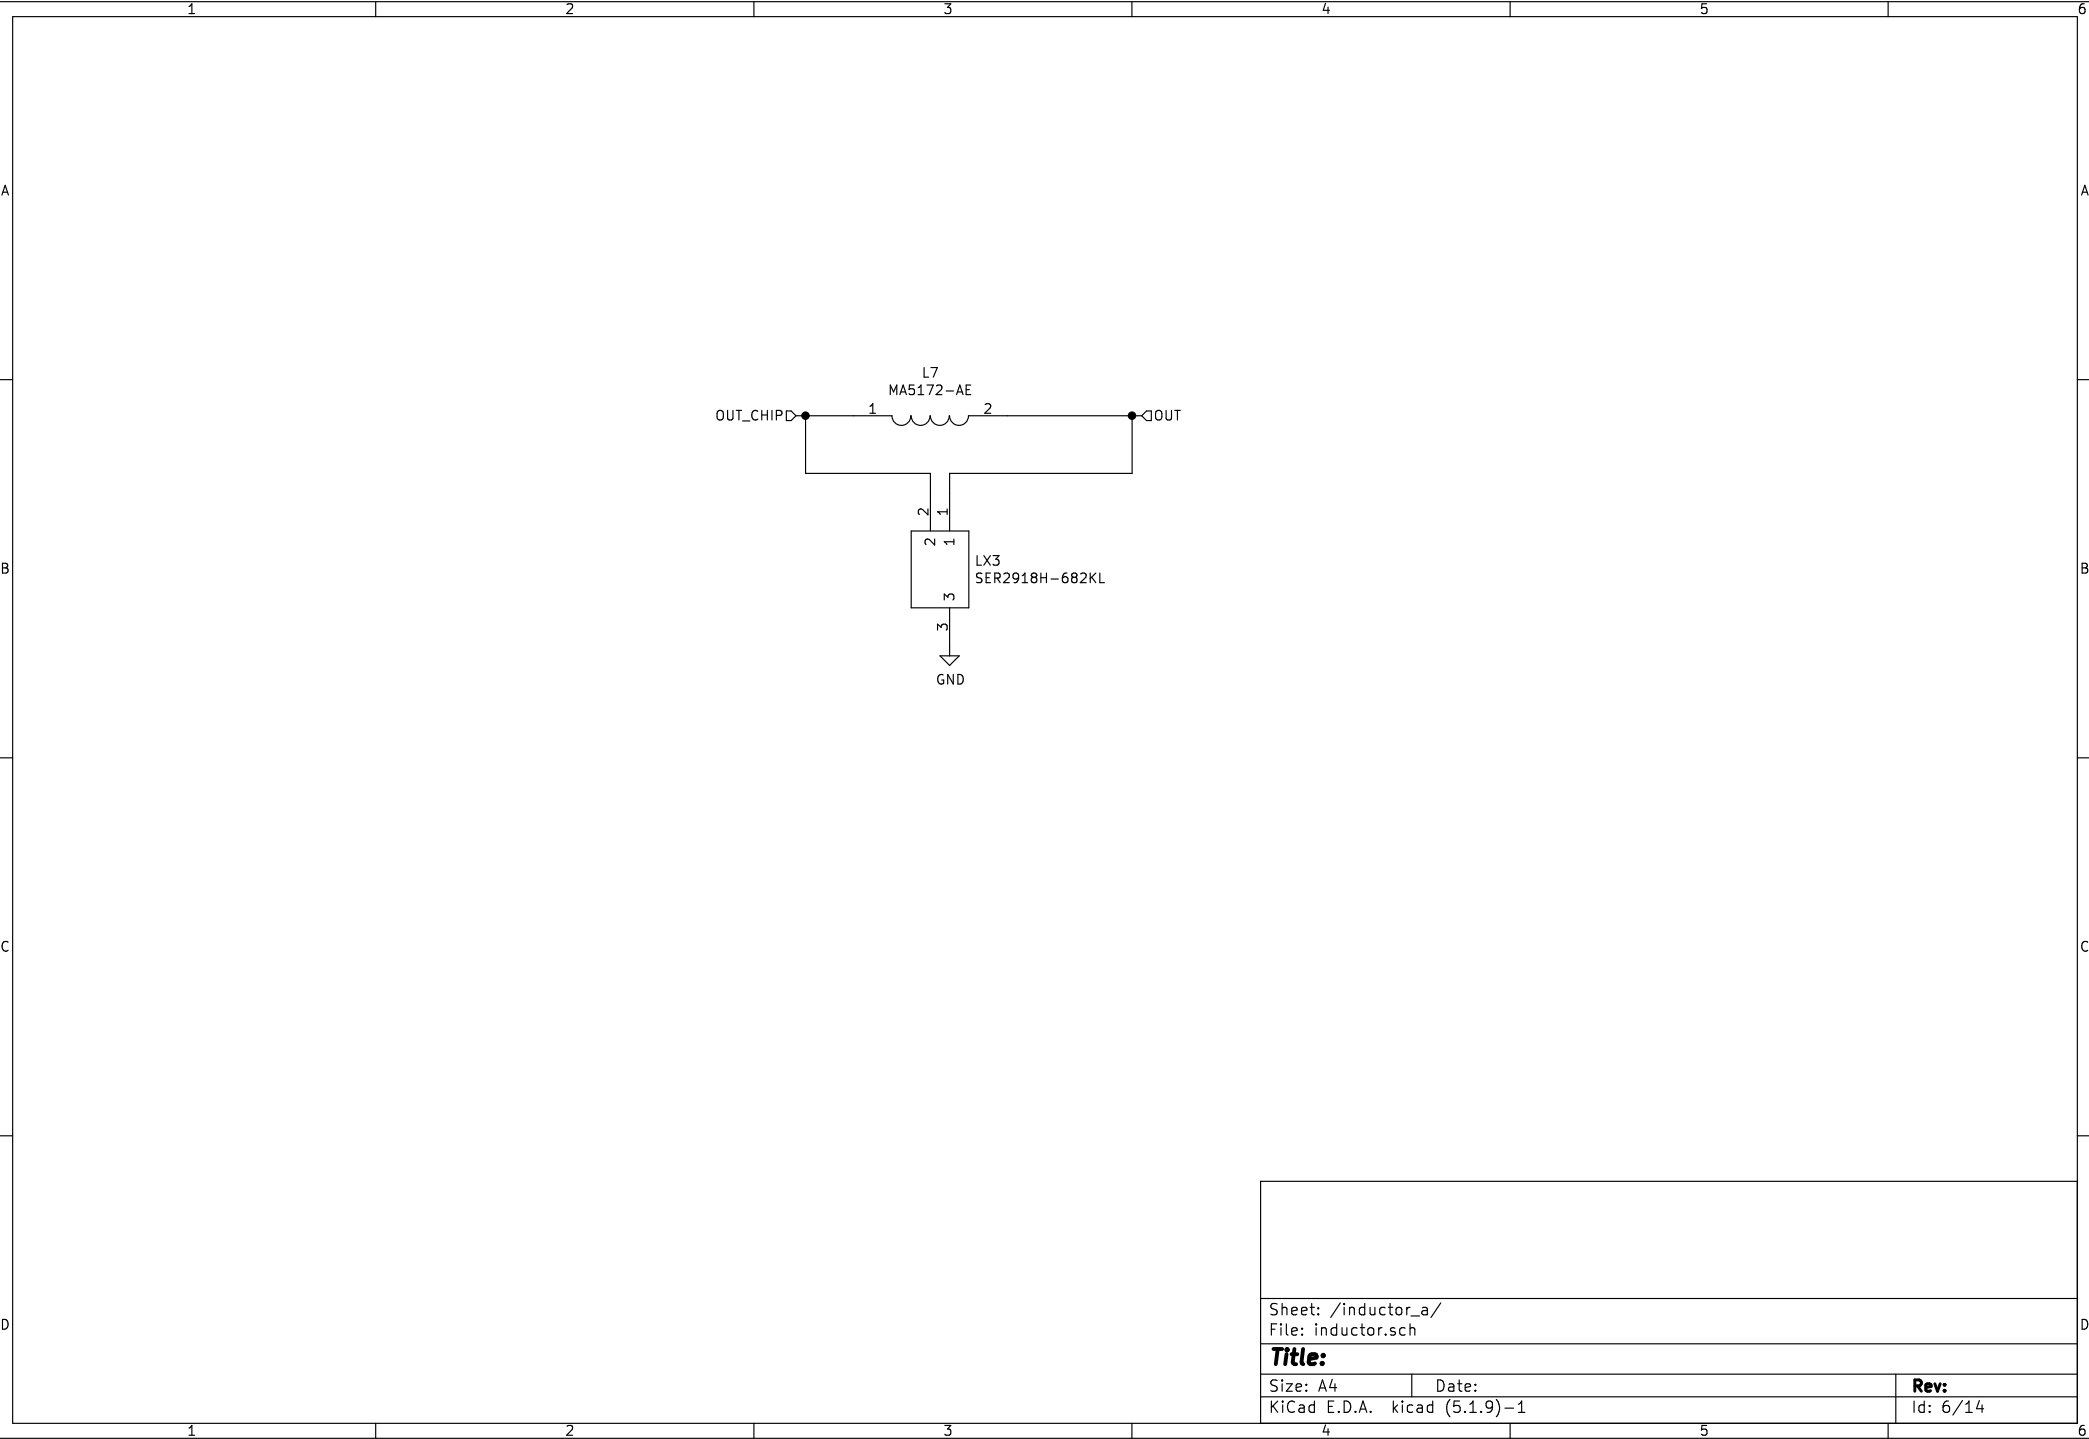 1 2 3 4 5 6
A A
L7
MA5172-AE
OUT_CHIP 1 2 OUT
2 1
2 1
LX3
B B
SER2918H-682KL
3
3
GND
C C
Sheet: /inductor_a/
D D
File: inductor.sch
Title:
Size: A4 Date: Rev:
KiCad E.D.A. kicad (5.1.9)-1 Id: 6/14
1 2 3 4 5 6